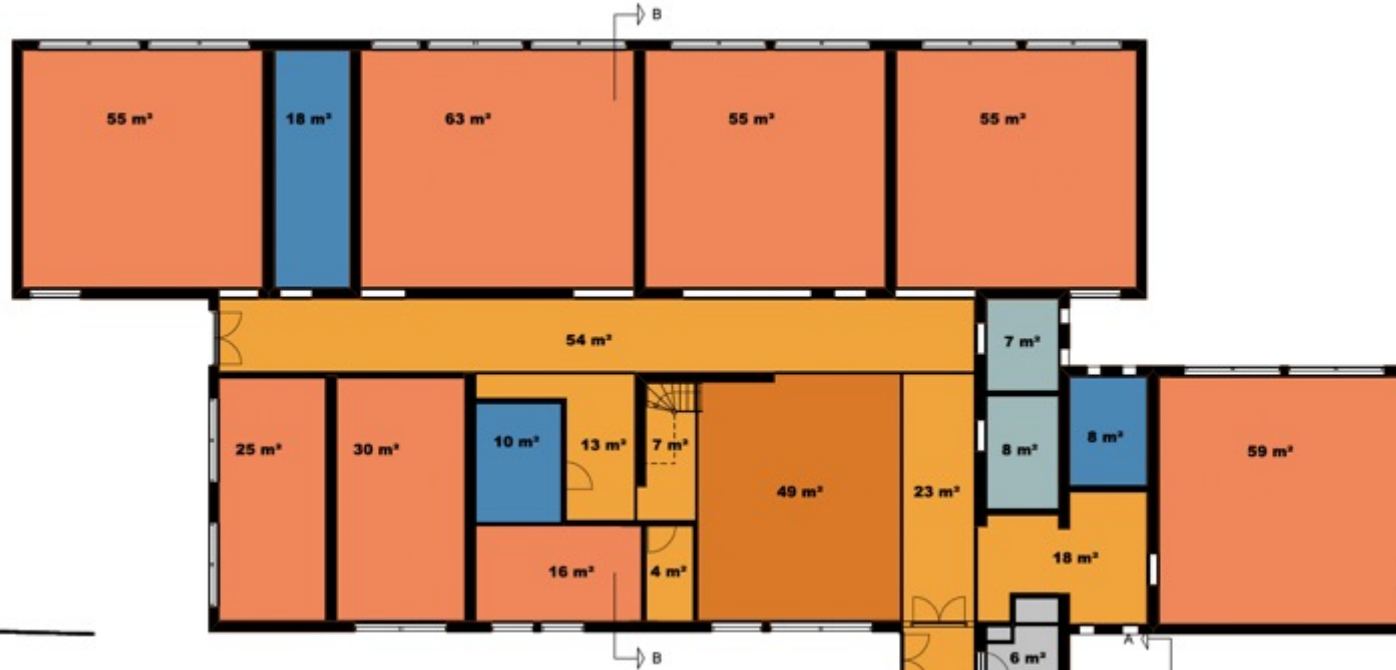 B
55 m²
18 m²
63 m²
55 m²
55 m²
54 m²
7 m²
25 m²
30 m²
10 m²
13 m²
7 m²
49 m²
23 m²
8 m²
8 m²
59 m²
16 m²
4 m²
18 m²
A
B
6 m²